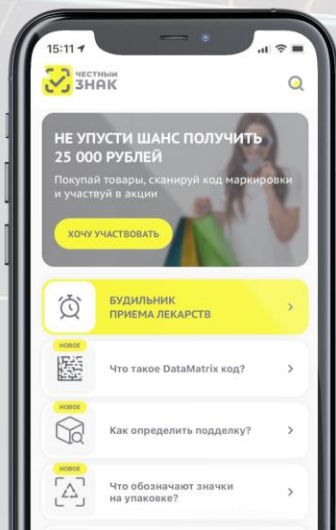 15:11
ЧЕСТНЫЙ
ЗНАК
НЕ УПУСТИ ШАНС ПОЛУЧИТЬ
25 000 РУБЛЕЙ
Покупай товары, сканируй код маркировки
и участвуй в акции
ХОЧУ УЧАСТВОВАТЬ
БУДИЛЬНИК
ПРИЕМА ЛЕКАРСТВ
НОВОЕ
Что такое DataMatrix код?
НОВОЕ
Как определить подделку?
НОВОЕ
Что обозначают значки
на упаковке?